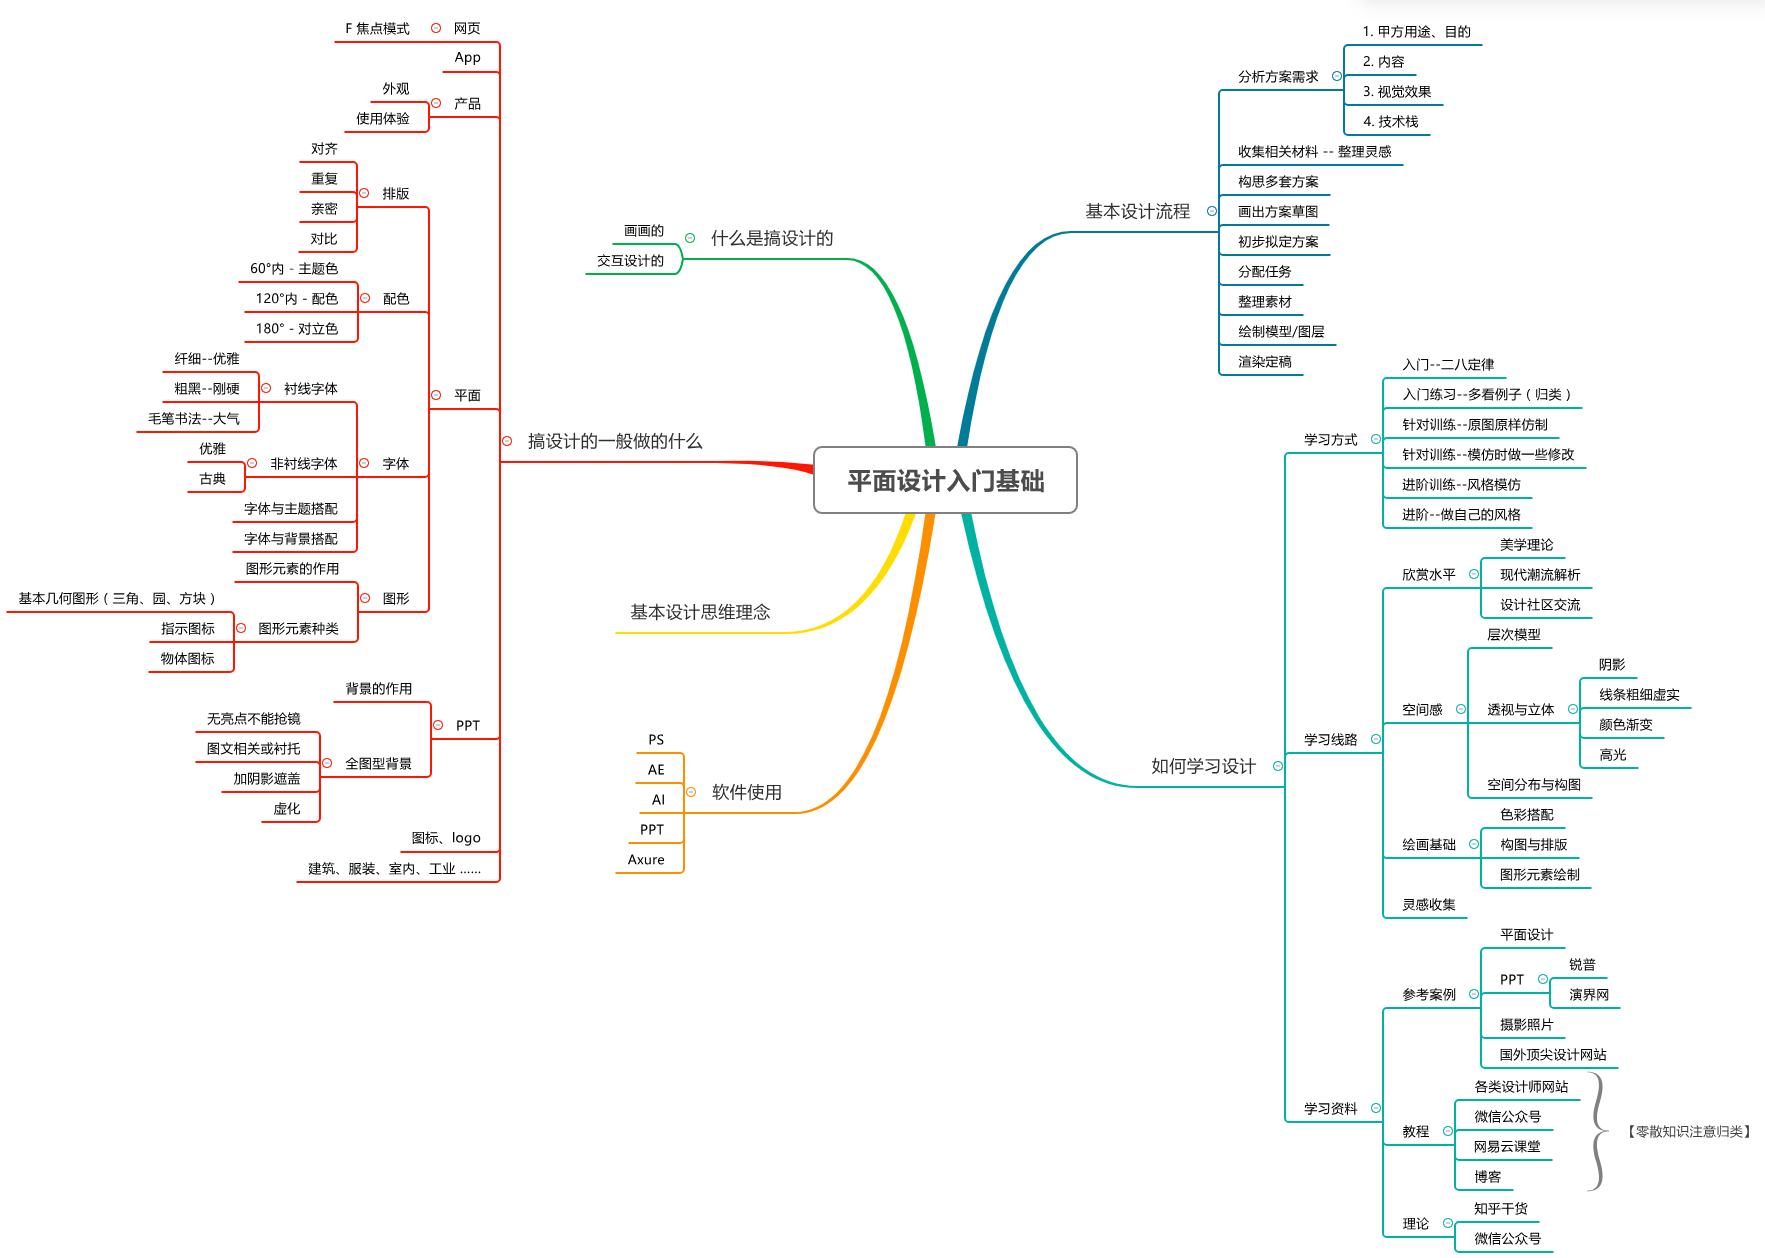 平面设计入门基础
基本设计流程
分析方案需求
1. 甲方用途、目的
2. 内容
3. 视觉效果
4. 技术栈
收集相关材料 -- 整理灵感
构思多套方案
画出方案草图
初步拟定方案
分配任务
整理素材
绘制模型/图层
渲染定稿
如何学习设计
学习方式
入门--二八定律
入门练习--多看例子（归类）
针对训练--原图原样仿制
针对训练--模仿时做一些修改
进阶训练--风格模仿
进阶--做自己的风格
学习线路
欣赏水平
美学理论
现代潮流解析
设计社区交流
空间感
层次模型
透视与立体
阴影
线条粗细虚实
颜色渐变
高光
空间分布与构图
绘画基础
色彩搭配
构图与排版
图形元素绘制
灵感收集
学习资料
参考案例
平面设计
PPT
锐普
演界网
摄影照片
国外顶尖设计网站
教程
各类设计师网站
微信公众号
网易云课堂
博客
【零散知识注意归类】
理论
知乎干货
微信公众号
什么是搞设计的
画画的
交互设计的
搞设计的一般做的什么
网页
F 焦点模式
App
产品
外观
使用体验
平面
排版
对齐
重复
亲密
对比
配色
60°内 - 主题色
120°内 - 配色
180° - 对立色
字体
衬线字体
纤细--优雅
粗黑--刚硬
毛笔书法--大气
非衬线字体
优雅
古典
字体与主题搭配
字体与背景搭配
图形
图形元素的作用
图形元素种类
基本几何图形（三角、园、方块）
指示图标
物体图标
PPT
背景的作用
全图型背景
无亮点不能抢镜
图文相关或衬托
加阴影遮盖
虚化
图标、logo
建筑、服装、室内、工业 ......
基本设计思维理念
软件使用
PS
AE
AI
PPT
Axure